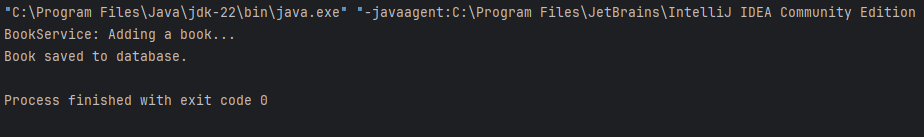 "C:\Program Files\Java\jdk-22\bin\java.exe" "-javaagent:C:\Program Files\JetBrains\IntelliJ IDEA Community Edition
BookService: Adding a book...
Book saved to database.
Process finished with exit code 0